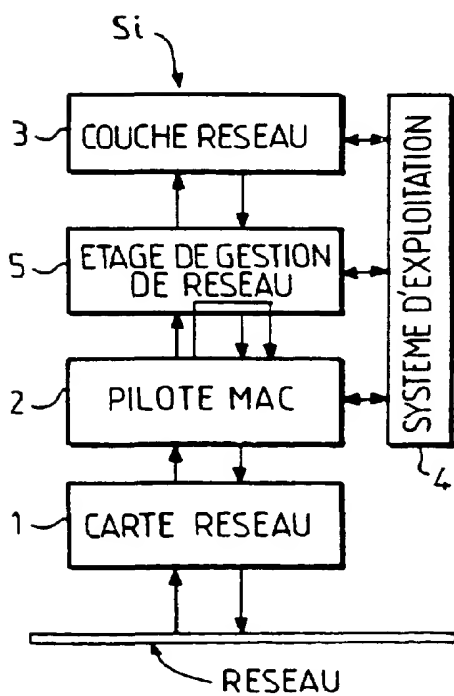 Si
3 COUCHE RESEAU
5 ETAGE DE GESTION
DE RESEAU
2 PILOTE MAC
1 CARTE RESEAU
SYSTEME D'EXPLOITATION
4
RESEAU